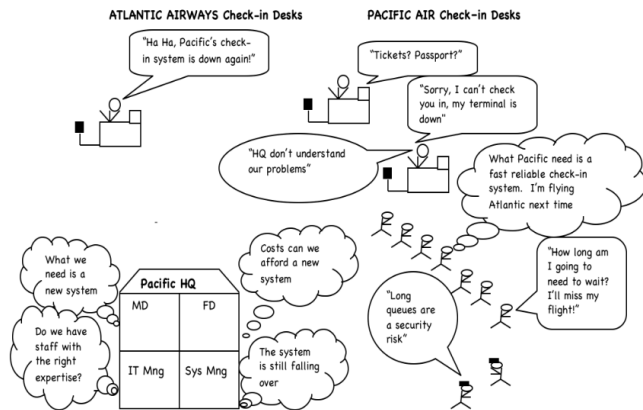 ATLANTIC AIRWAYS Check-in Desks
PACIFIC AIR Check-in Desks
"Ha Ha, Pacific's check-
in system is down again!"
"Tickets? Passport?"
"Sorry, I can't check
you in, my terminal is
down"
"HQ don't understand
our problems"
What Pacific need is a
fast reliable check-in
system. I'm flying
Atlantic next time
"How long am
I going to
need to wait?
I'll miss my
flight!"
"Long
queues are
a security
risk"
What we
need is a
new system
Costs can we
afford a new
system
Pacific HQ
MD
FD
Do we have
staff with
the right
expertise?
IT Mng
Sys Mng
The system
is still falling
over